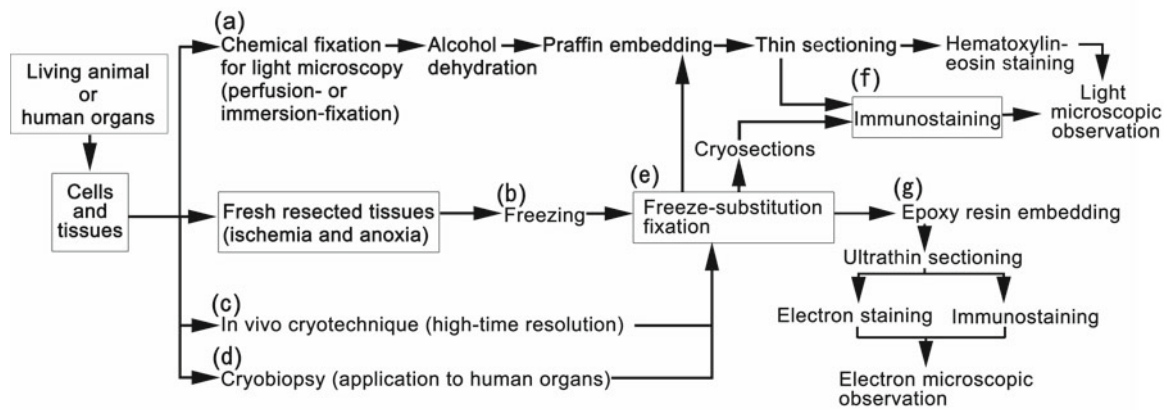 (a)
Chemical fixation
for light microscopy
(perfusion- or
immersion-fixation)
Alcohol
dehydration
Praffin embedding
Thin sectioning
Hematoxylin-
eosin staining
Living animal
or
human organs
(f)
Immunostaining
Light
microscopic
observation
Cryosections
Cells
and
tissues
Fresh resected tissues
(ischemia and anoxia)
(b)
Freezing
(e)
Freeze-substitution
fixation
(g)
Epoxy resin embedding
Ultrathin sectioning
Electron staining
Immunostaining
Electron microscopic
observation
(c)
In vivo cryotechnique (high-time resolution)
(d)
Cryobiopsy (application to human organs)